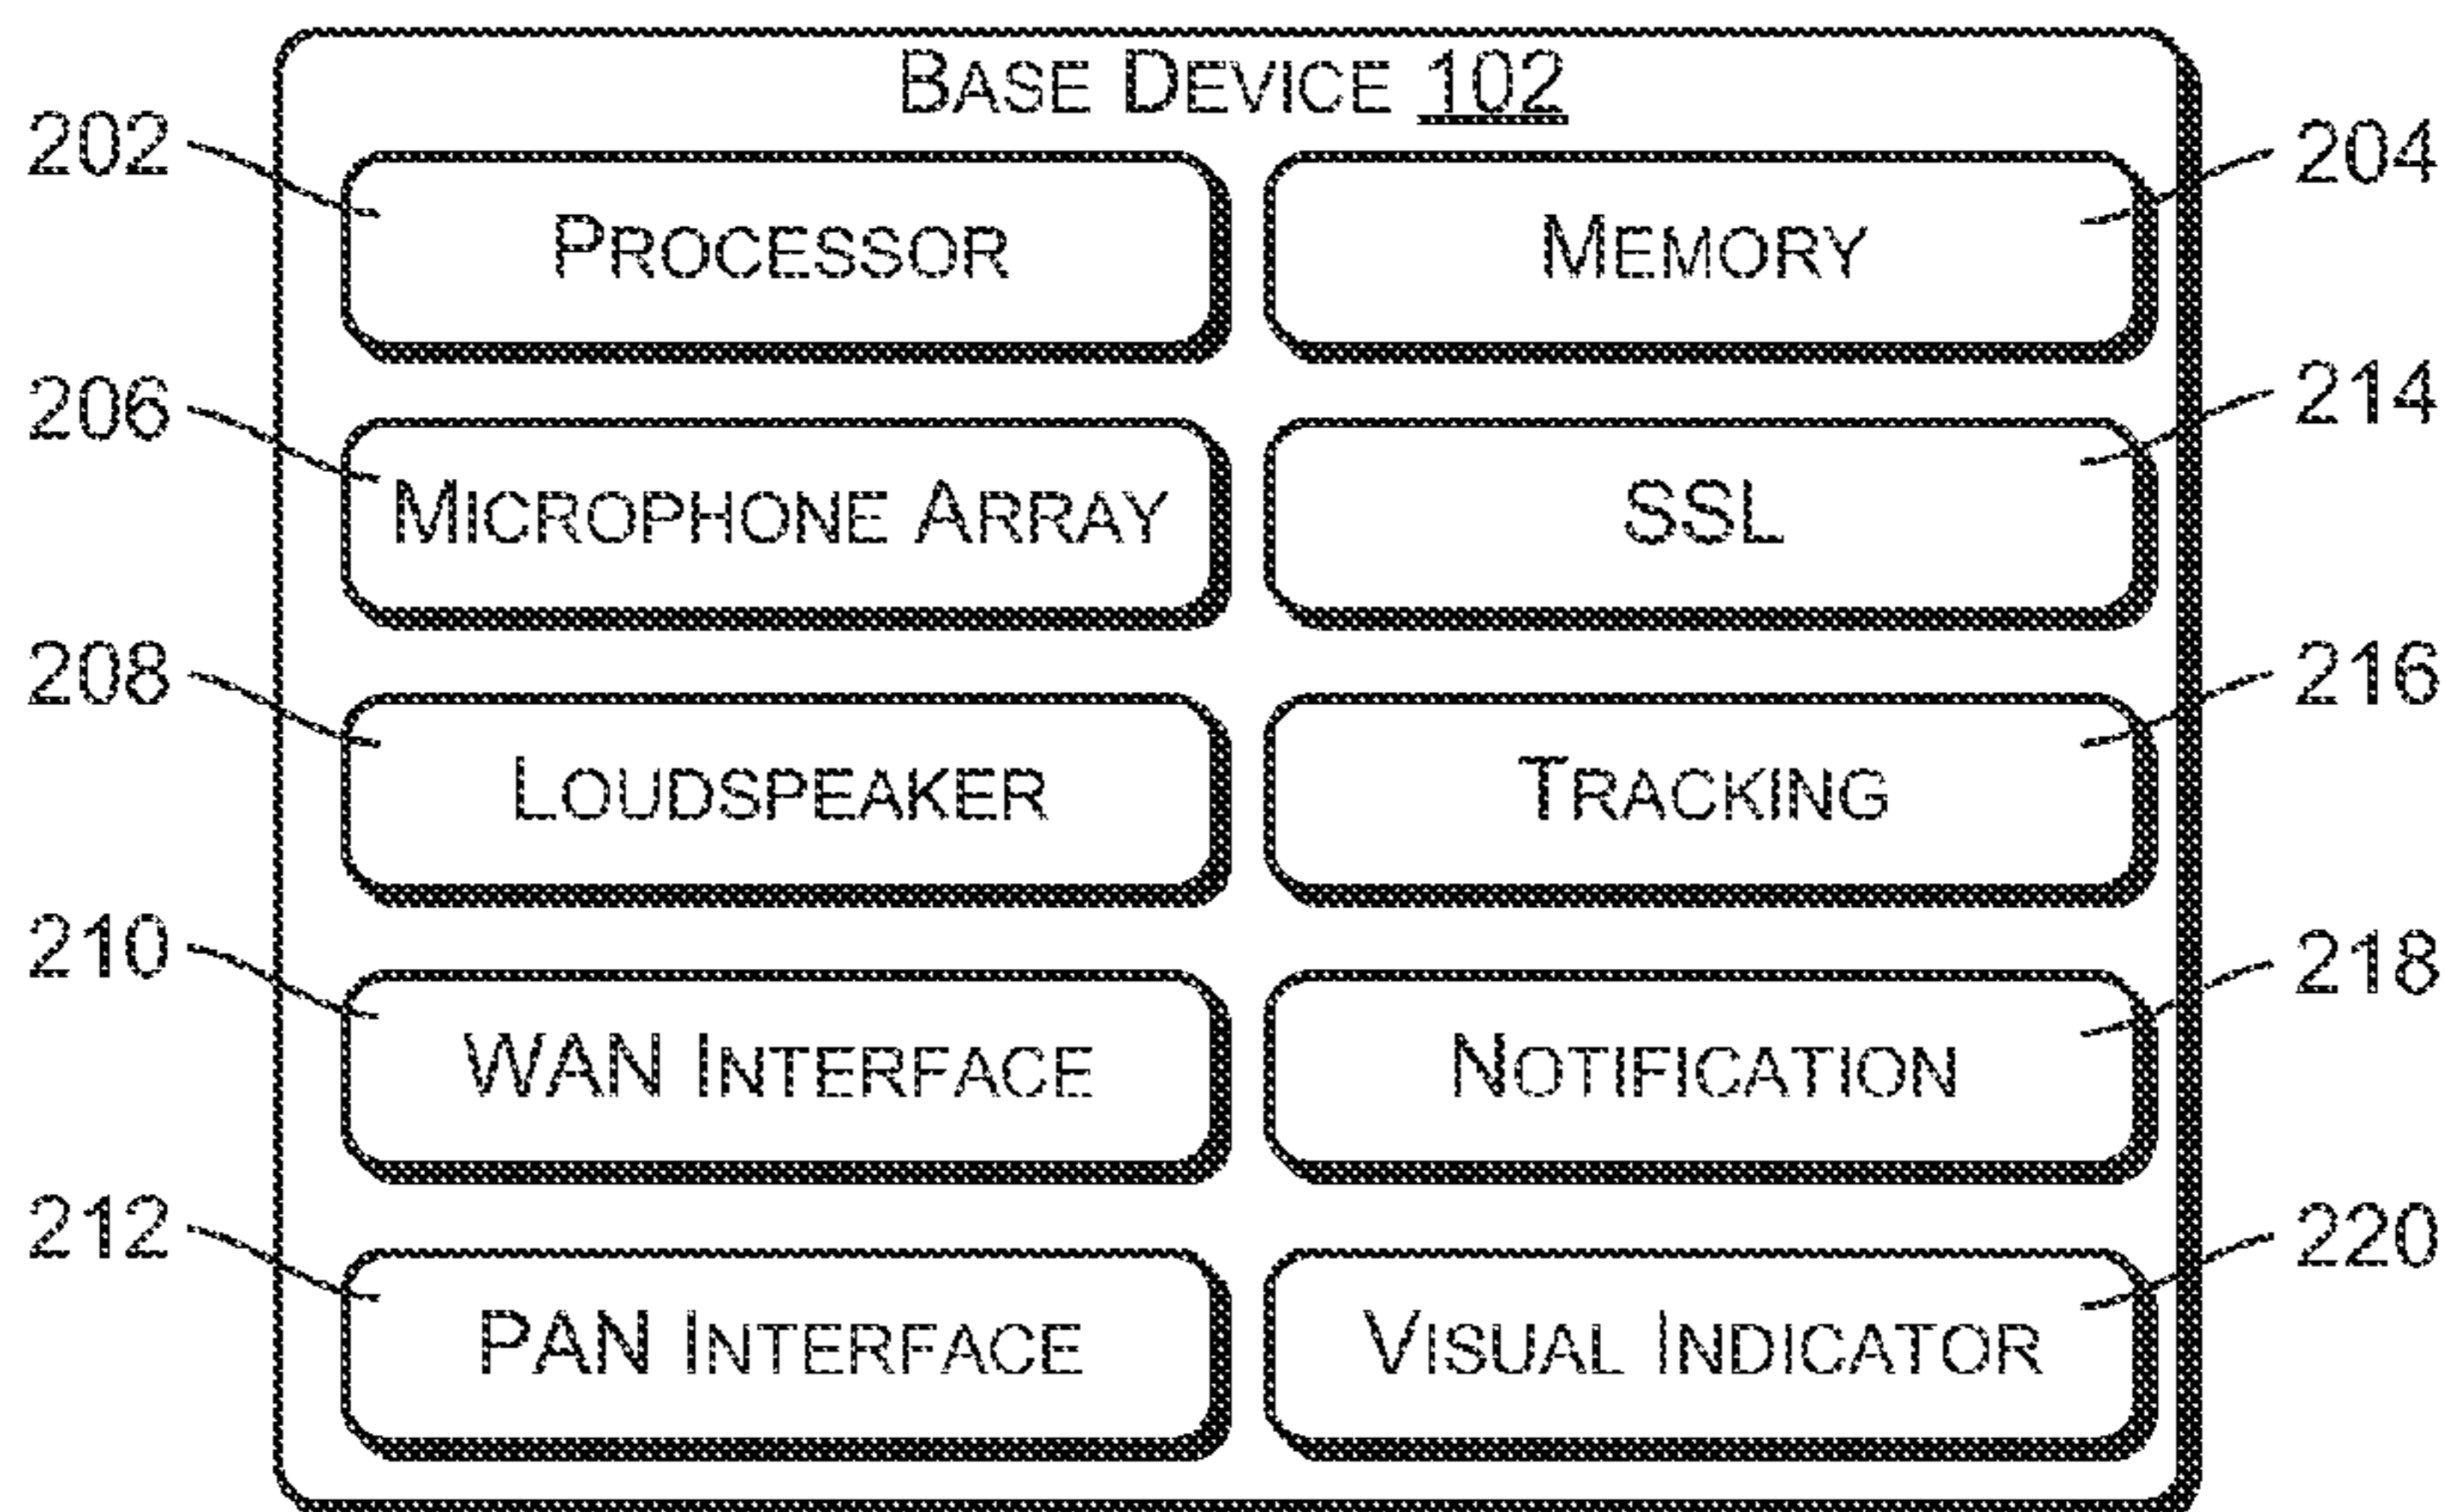 BASE DEVICE 102
202 PROCESSOR MEMORY 204
206 MICROPHONE ARRAY SSL 214
208 LOUDSPEAKER TRACKING 216
210 WAN INTERFACE NOTIFICATION 218
212 PAN INTERFACE VISUAL INDICATOR 220